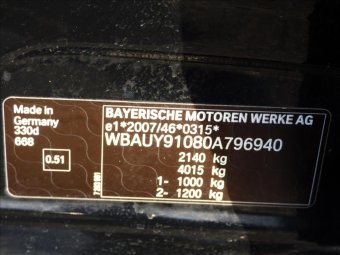 Made in
Germany
330d
668
0.51
BAYERISCHE MOTOREN WERKE AG
e1*2007/46*0315*
WBAUY91080A796940
2140 kg
4015 kg
1- 1000 kg
2- 1200 kg